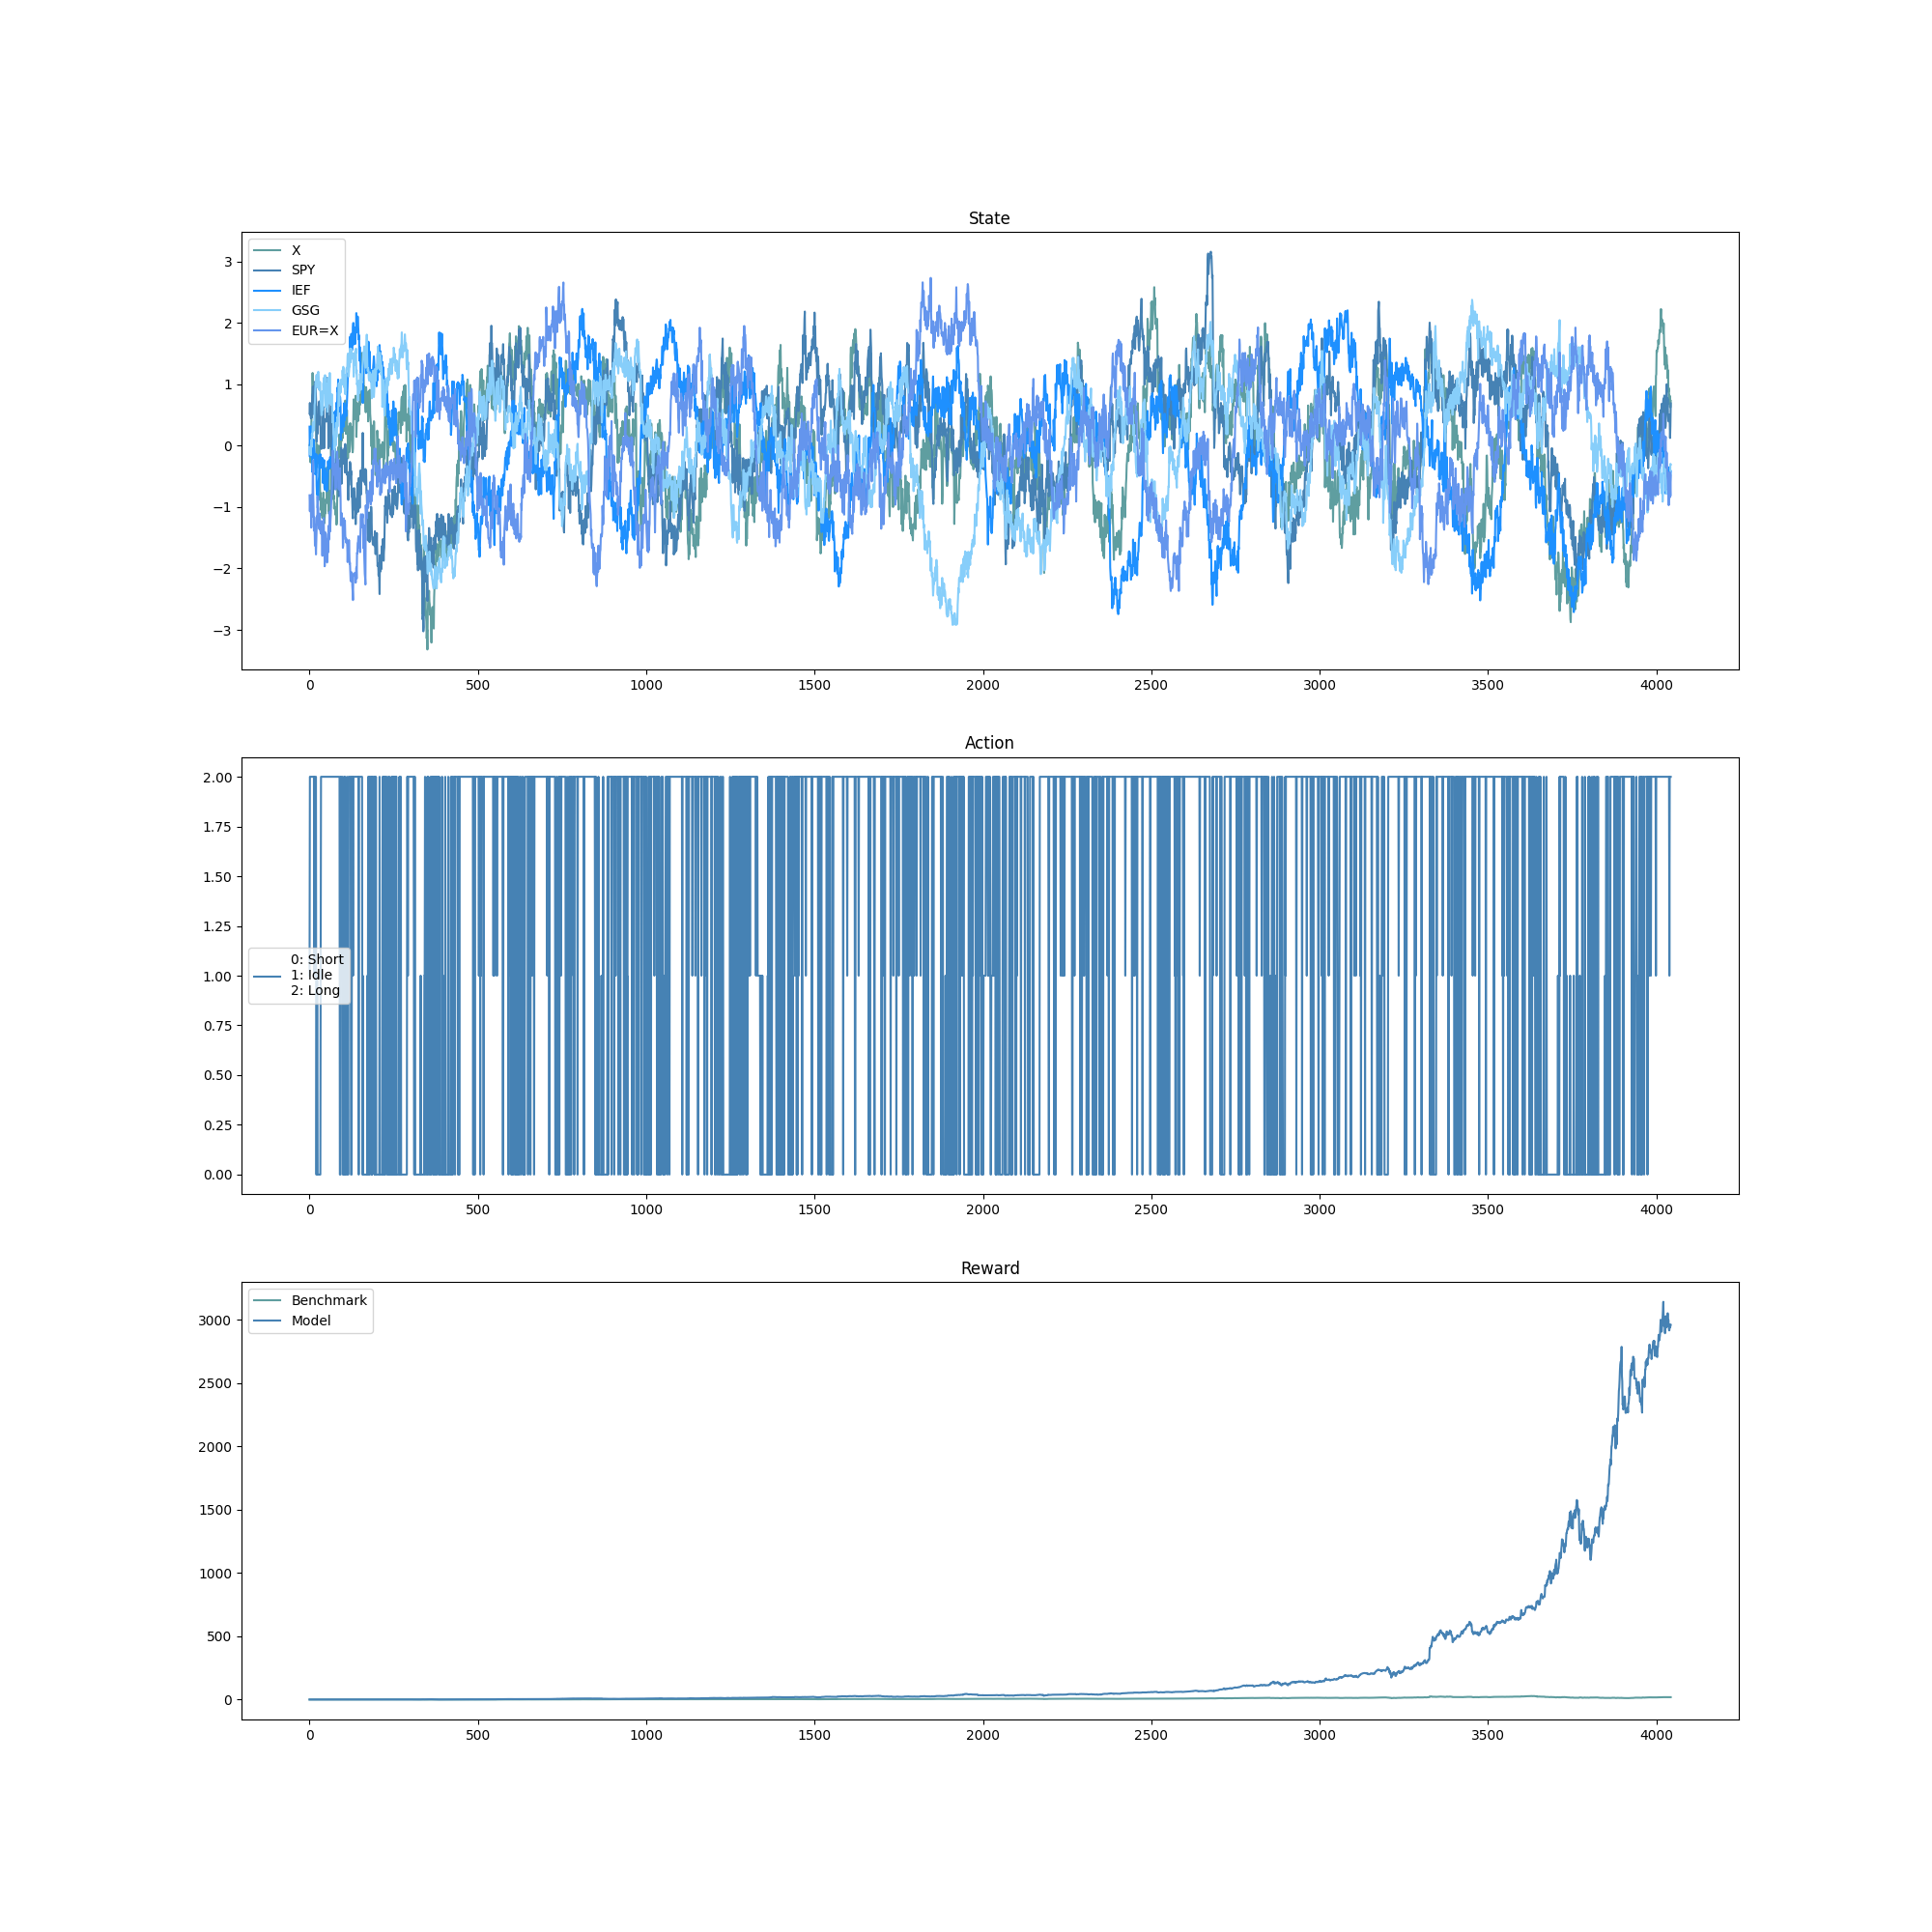 State
X
SPY
IEF
GSG
EUR=X
3
2
1
0
−1
−2
−3
0 500 1000 1500 2000 2500 3000 3500 4000
Action
2.00
1.75
1.50
1.25
1.00
0.75
0.50
0.25
0.00
0: Short
1: Idle
2: Long
0 500 1000 1500 2000 2500 3000 3500 4000
Reward
Benchmark
Model
3000
2500
2000
1500
1000
500
0
0 500 1000 1500 2000 2500 3000 3500 4000